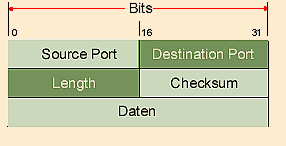 Bits
0 16 31
Source Port Destination Port
Length Checksum
Daten